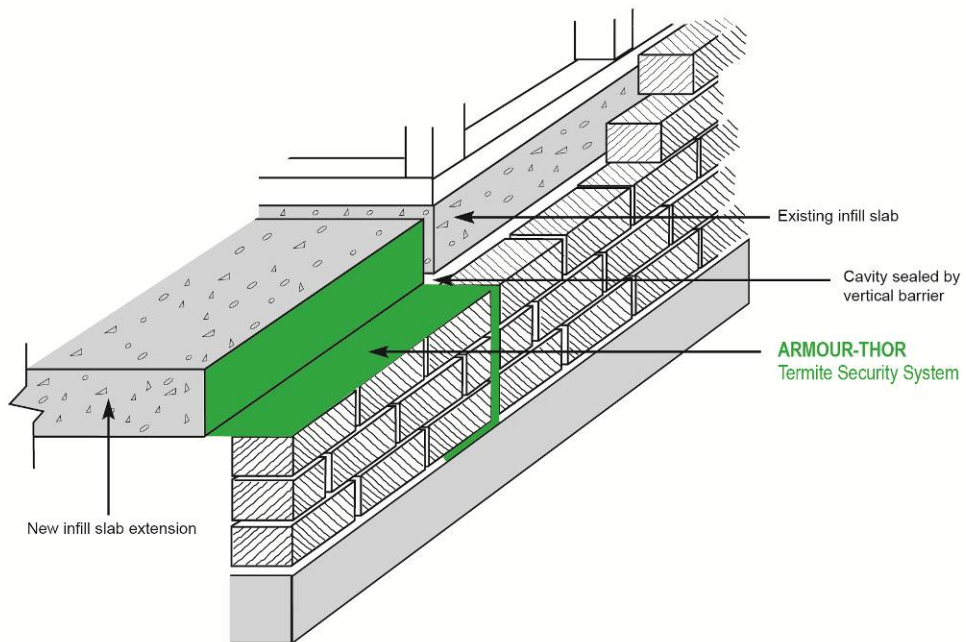 Existing infill slab
Cavity sealed by
vertical barrier
ARMOUR-THOR
Termite Security System
New infill slab extension